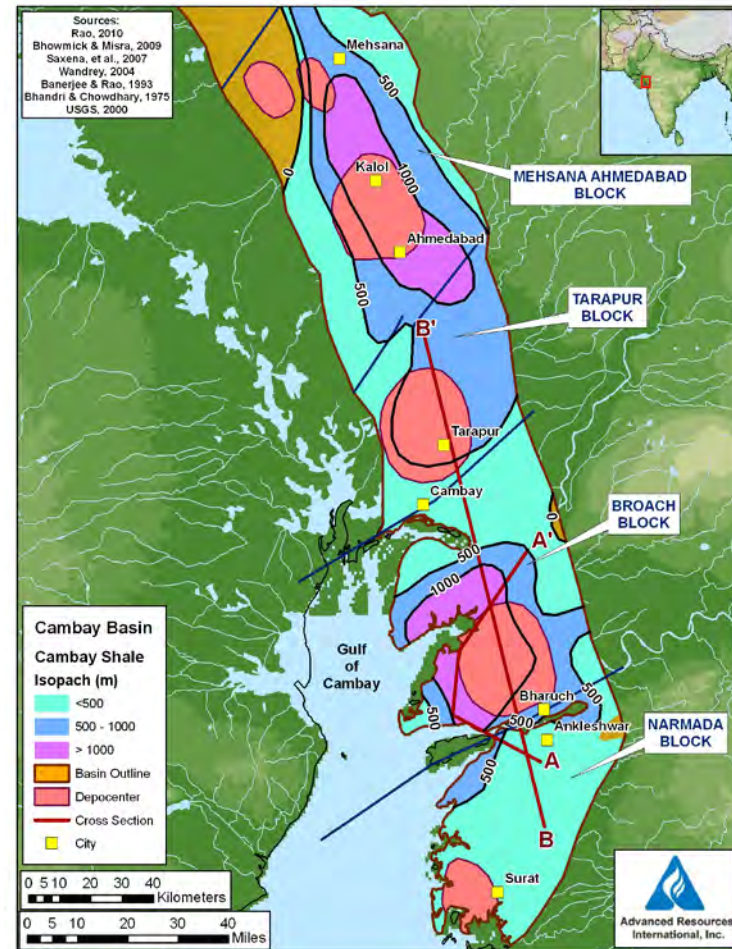 Sources:
Rao, 2010
Bhowmick & Misra, 2009
Saxena, et al., 2007
Wandrey, 2004
Banerjee & Rao, 1993
Bhandri & Chowdhary, 1975
USGS, 2000
Mehsana
500
0
1000
Kalol
MEHSANA AHMEDABAD
BLOCK
Ahmedabad
500
TARAPUR
BLOCK
B'
Tarapur
Cambay
0
BROACH
BLOCK
A'
500
1000
Gulf
of
Cambay
Bharuch
500
500
500
Ankleshwar
NARMADA
BLOCK
A
500
B
Surat
Cambay Basin
Cambay Shale
Isopach (m)
<500
500 - 1000
> 1000
Basin Outline
Depocenter
Cross Section
City
0 5 10 20 30 40
Kilometers
0 5 10 20 30 40
Miles
Advanced Resources
International, Inc.